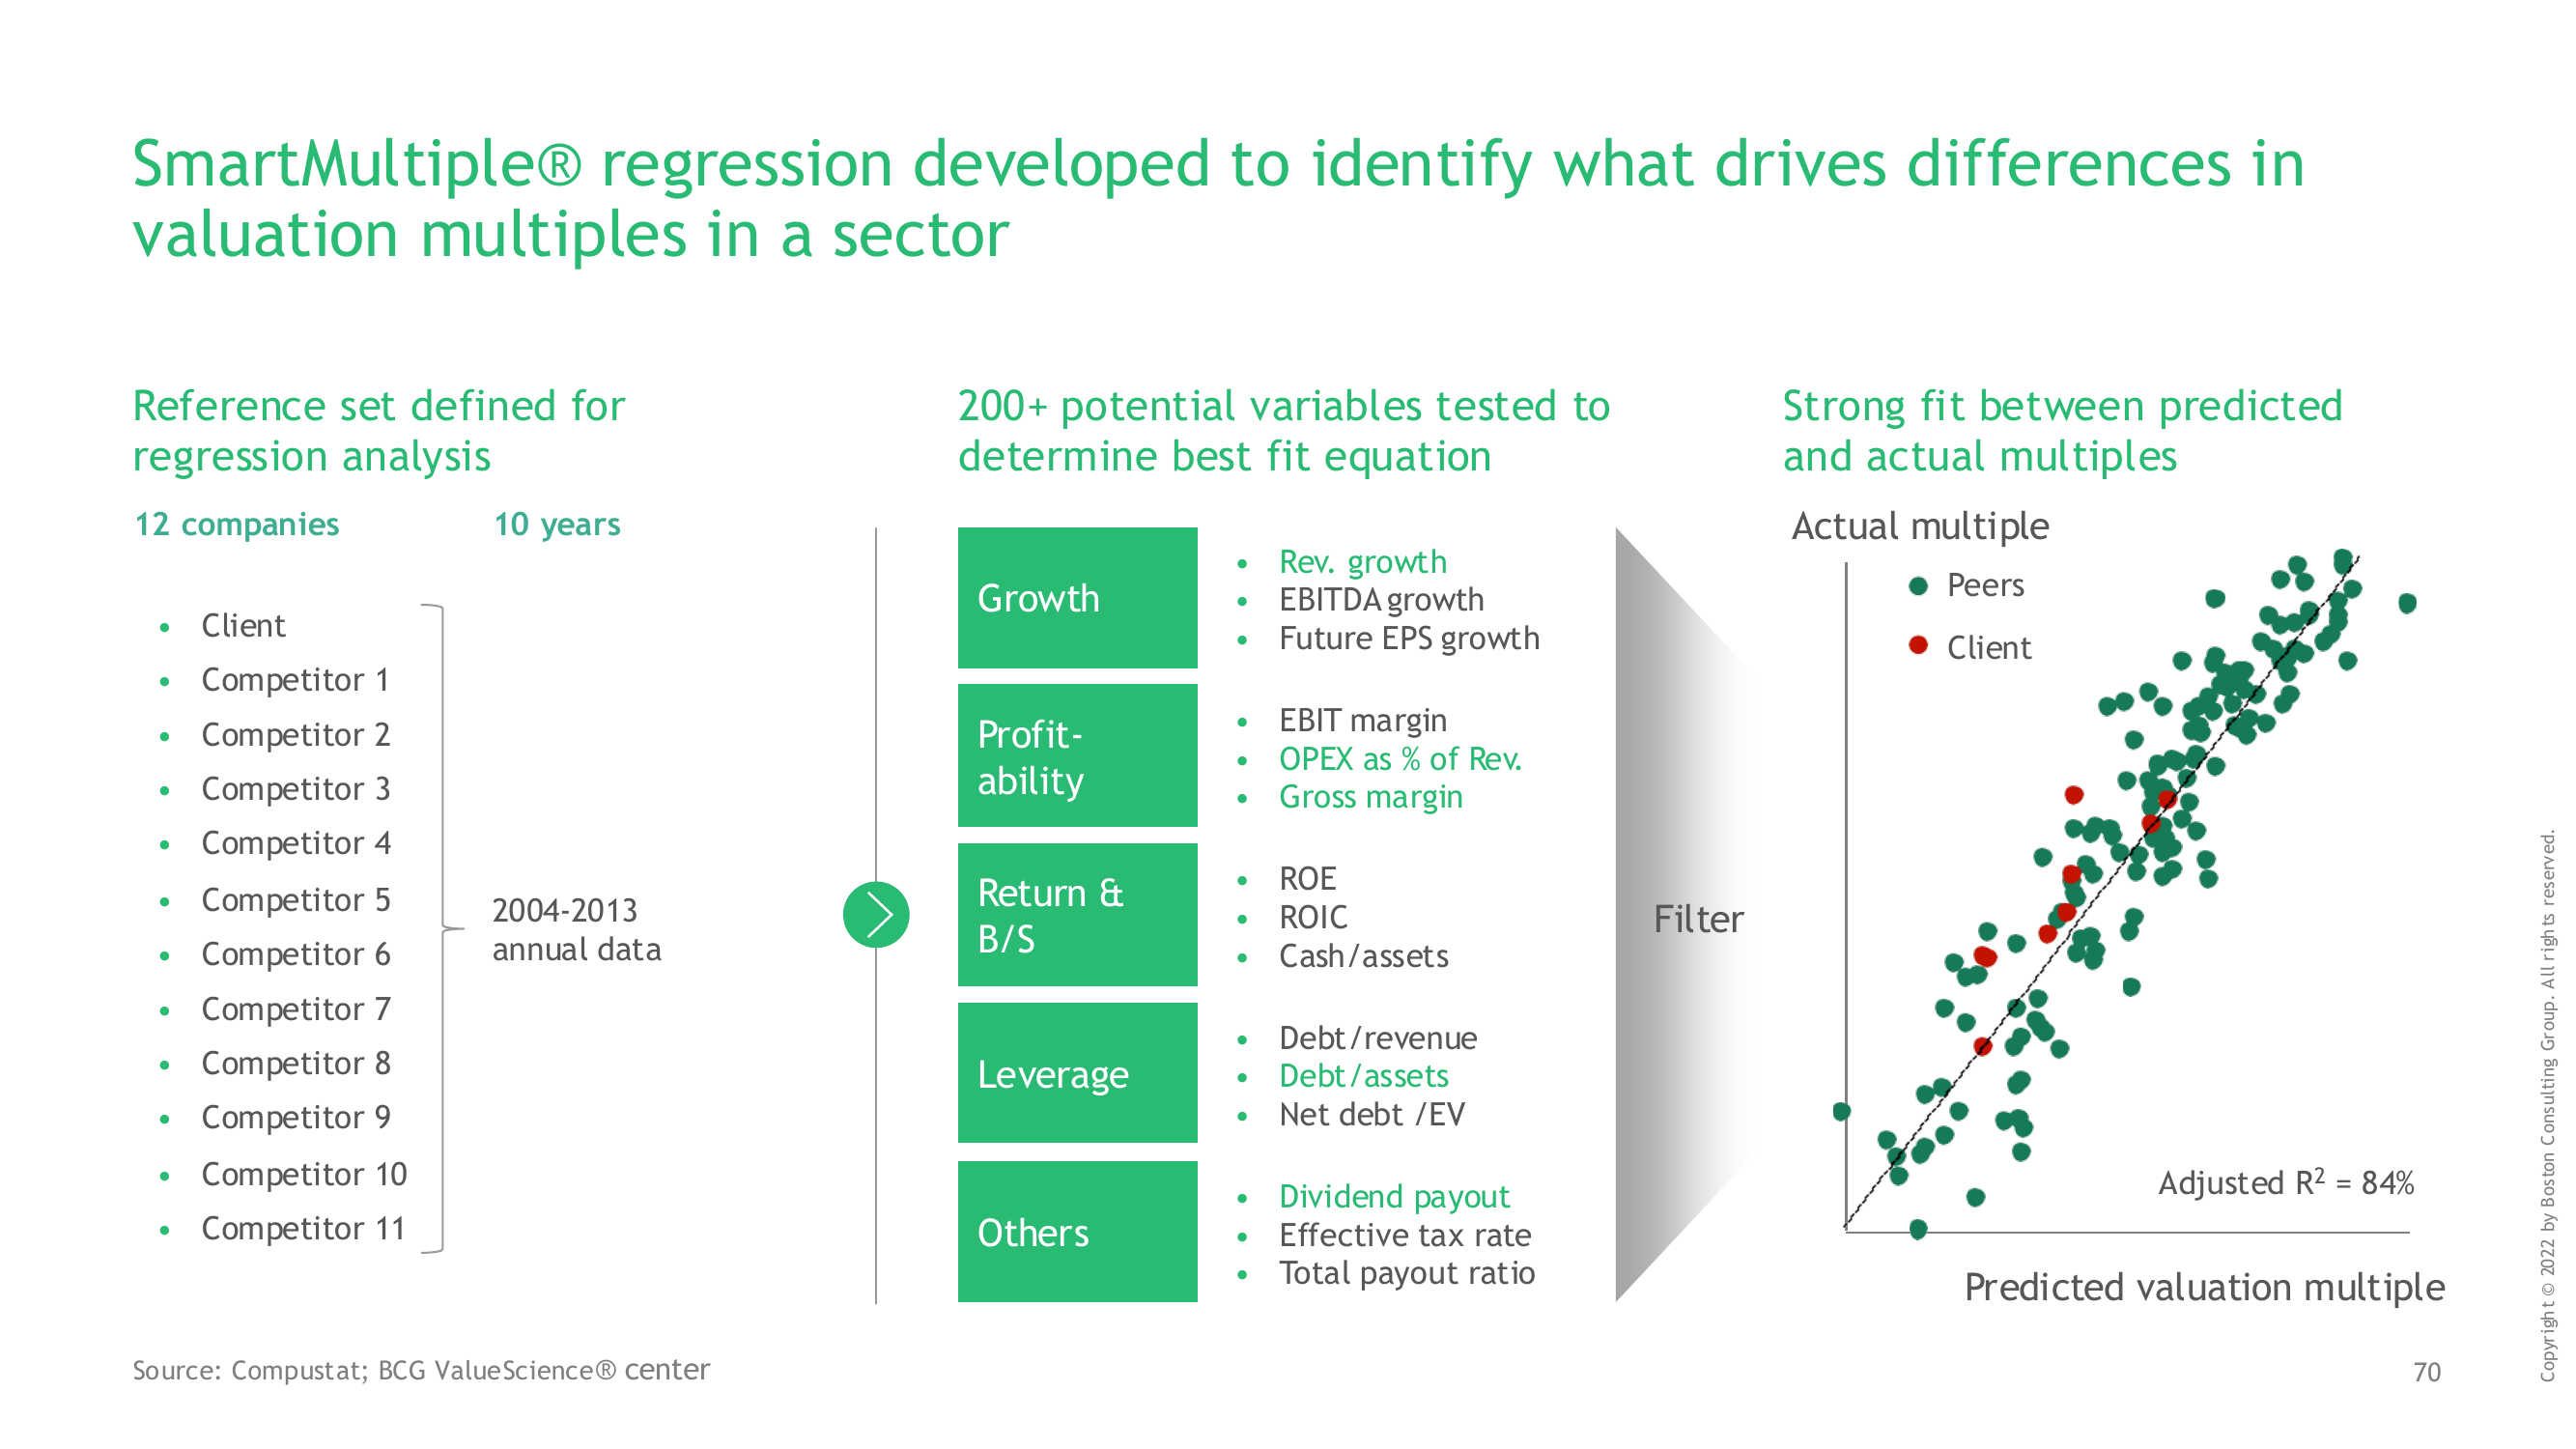 SmartMultiple® regression developed to identify what drives differences in
valuation multiples in a sector
Reference set defined for
regression analysis
12 companies
10 years
• Client
• Competitor 1
• Competitor 2
• Competitor 3
• Competitor 4
• Competitor 5
• Competitor 6
• Competitor 7
• Competitor 8
• Competitor 9
• Competitor 10
• Competitor 11
2004-2013
annual data
200+ potential variables tested to
determine best fit equation
Growth
• Rev. growth
• EBITDA growth
• Future EPS growth
Profit-
ability
• EBIT margin
• OPEX as % of Rev.
• Gross margin
Return &
B/S
• ROE
• ROIC
• Cash/assets
Leverage
• Debt/revenue
• Debt/assets
• Net debt /EV
Others
• Dividend payout
• Effective tax rate
• Total payout ratio
Filter
Strong fit between predicted
and actual multiples
Actual multiple
Peers
Client
Adjusted R² = 84%
Predicted valuation multiple
Source: Compustat; BCG ValueScience® center
70
Copyright © 2022 by Boston Consulting Group. All rights reserved.